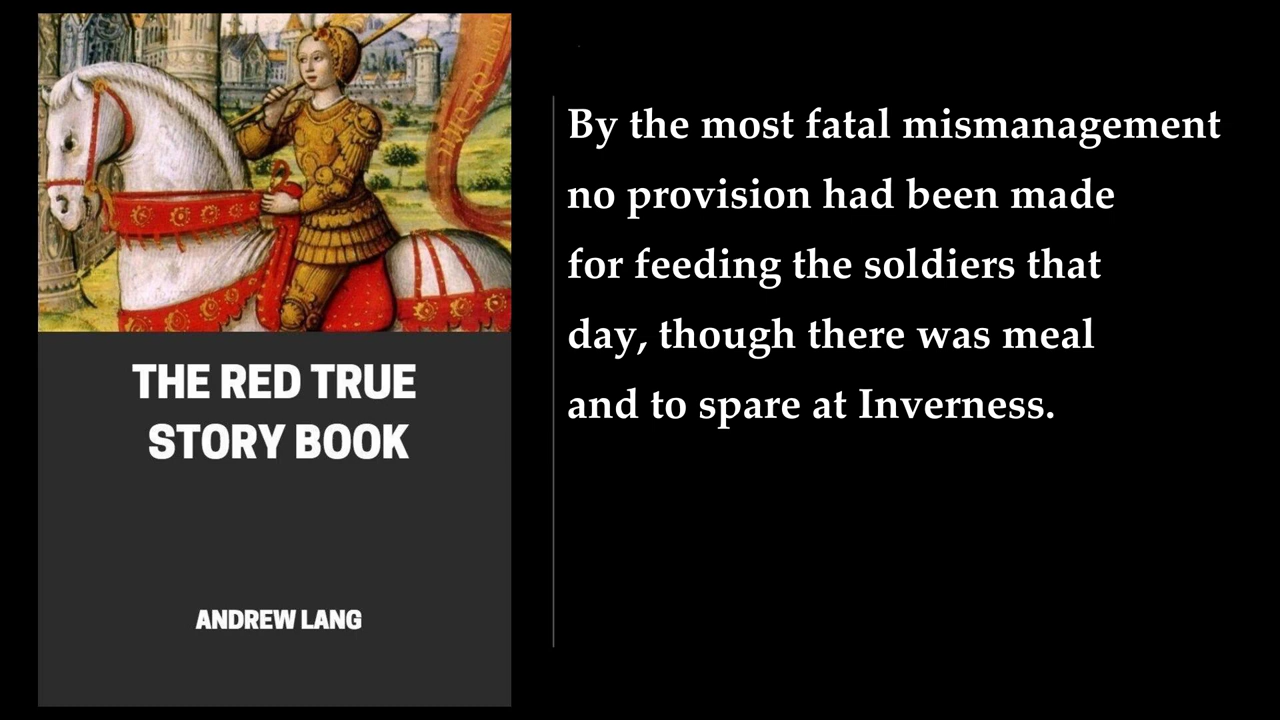 THE RED TRUE
STORY BOOK
ANDREW LANG
By the most fatal mismanagement
no provision had been made
for feeding the soldiers that
day, though there was meal
and to spare at Inverness.